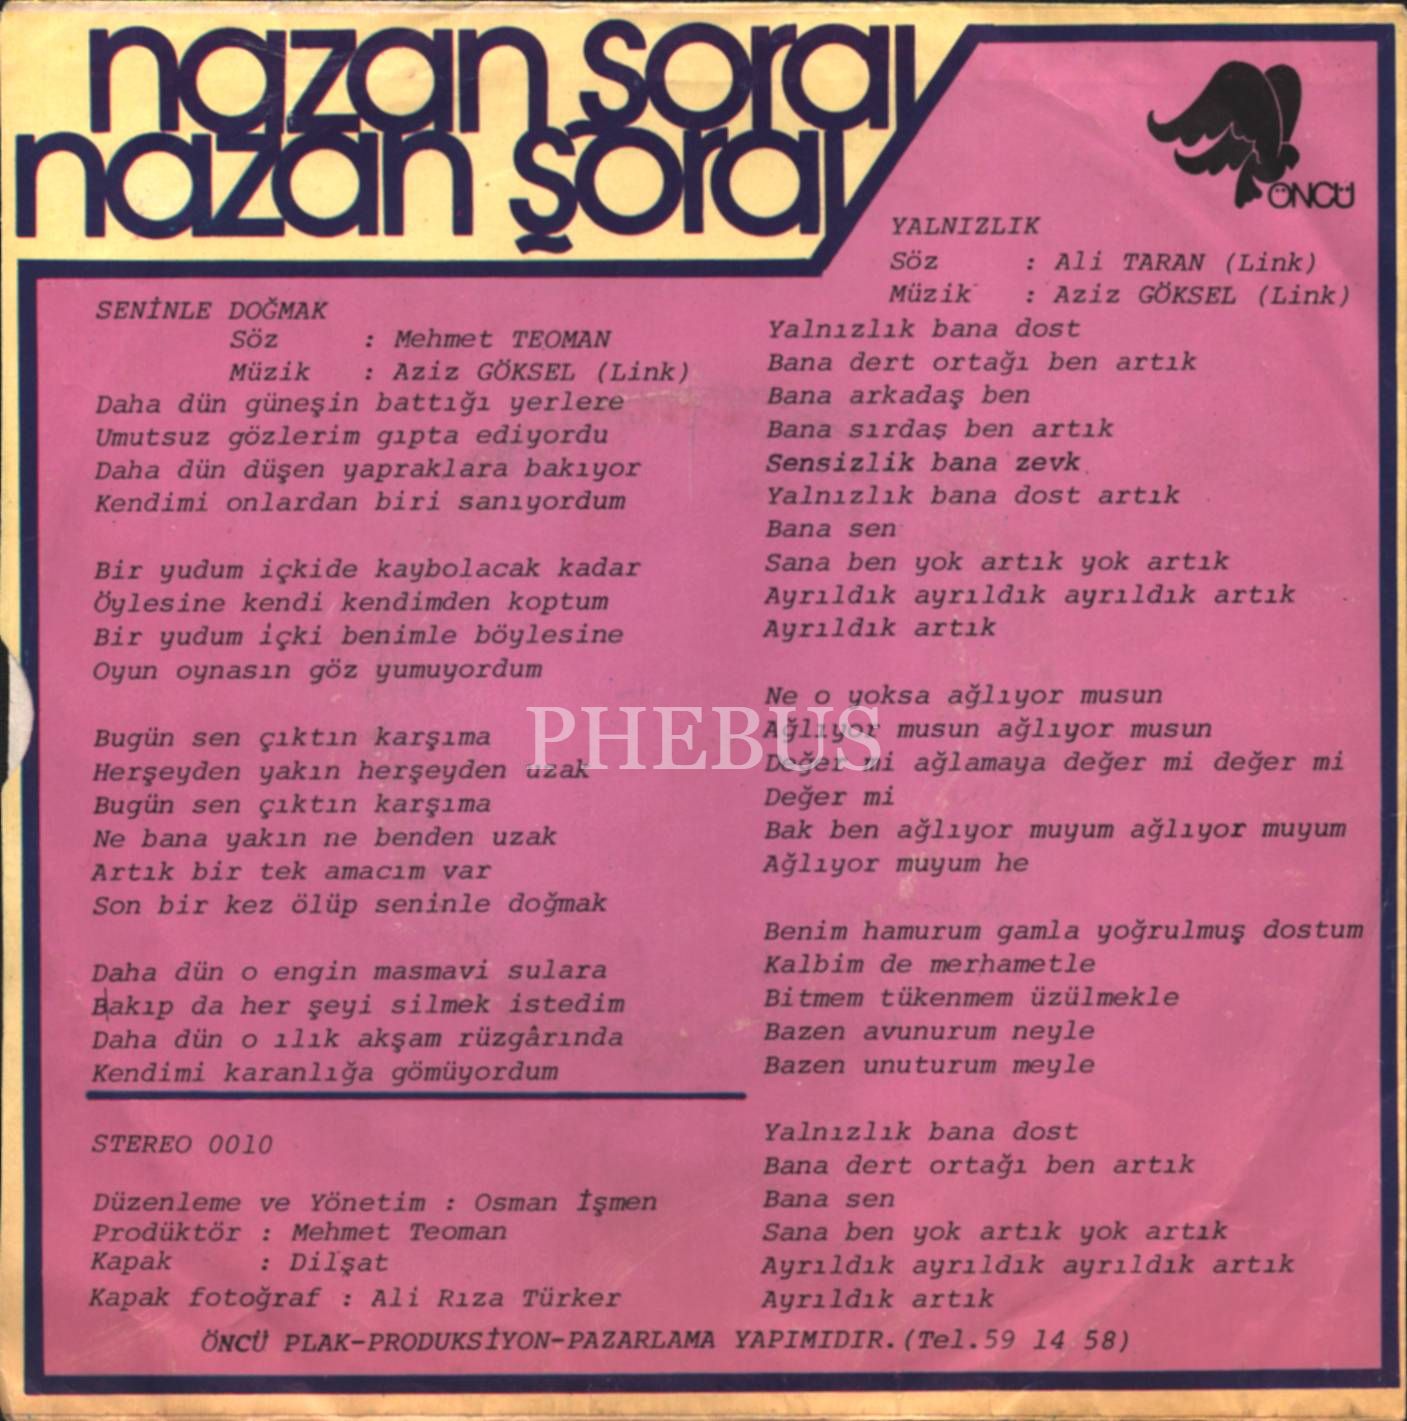 nazan şoray
nazan şoray
ÖNCÜ
SENİNLE DOĞMAK
Söz : Mehmet TEOMAN
Müzik : Aziz GÖKSEL (Link)
Daha dün güneşin battığı yerlere
Umutsuz gözlerim gıpta ediyordu
Daha dün düşen yapraklara bakıyor
Kendimi onlardan biri sanıyordum
Bir yudum içkide kaybolacak kadar
Öylesine kendi kendimden koptum
Bir yudum içki benimle böylesine
Oyun oynasın göz yumuyordum
Bugün sen çıktın karşıma
Herşeyden yakın herşeyden uzak
Bugün sen çıktın karşıma
Ne bana yakın ne benden uzak
Artık bir tek amacım var
Son bir kez ölüp seninle doğmak
Daha dün o engin masmavi sulara
Bakıp da her şeyi silmek istedim
Daha dün o ılık akşam rüzgârında
Kendimi karanlığa gömüyordum
STEREO 0010
Düzenleme ve Yönetim : Osman İşmen
Prodüktör : Mehmet Teoman
Kapak : Dilşat
Kapak fotoğraf : Ali Rıza Türker
YALNIZLIK
Söz : Ali TARAN (Link)
Müzik : Aziz GÖKSEL (Link)
Yalnızlık bana dost
Bana dert ortağı ben artık
Bana arkadaş ben
Bana sırdaş ben artık
Sensizlik bana zevk
Yalnızlık bana dost artık
Bana sen
Sana ben yok artık yok artık
Ayrıldık ayrıldık ayrıldık artık
Ayrıldık artık
Ne o yoksa ağlıyor musun
Ağlıyor musun ağlıyor musun
Değer mi ağlamaya değer mi değer mi
Değer mi
Bak ben ağlıyor muyum ağlıyor muyum
Ağlıyor muyum he
Benim hamurum gamla yoğrulmuş dostum
Kalbim de merhametle
Bitmem tükenmem üzülmekle
Bazen avunurum neyle
Bazen unuturum meyle
Yalnızlık bana dost
Bana dert ortağı ben artık
Bana sen
Sana ben yok artık yok artık
Ayrıldık ayrıldık ayrıldık artık
Ayrıldık artık
ÖNCÜ PLAK-PRODUKSİYON-PAZARLAMA YAPIMIDIR.(Tel.59 14 58)
PHEBUS